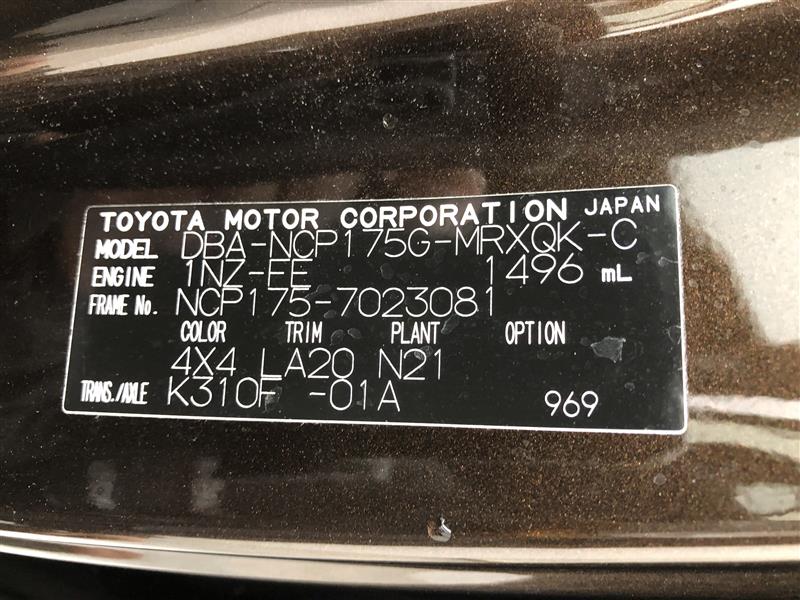 TOYOTA MOTOR CORPORATION JAPAN
MODEL DBA-NCP175G-MRXQK-C
ENGINE 1NZ-FE 1496 mL
FRAME No. NCP175-7023081
COLOR TRIM PLANT OPTION
4X4 LA20 N21
TRANS./AXLE K310F -01A 969